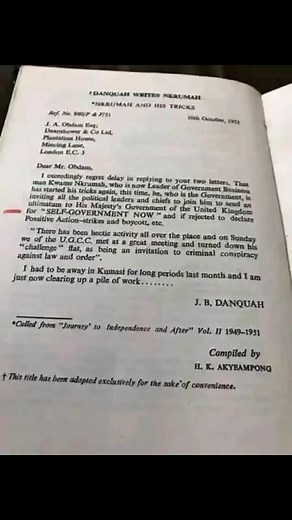 †DANQUAH WRITES NKRUMAH
*NKRUMAH AND HIS TRICKS
10th October, 1951
J. A. Obdam Esq;
Dearshower & Co Ltd,
Plantation House,
Mincing Lane,
London E.C. 3
Dear Mr. Obdam,
I exceedingly regret delay in replying to your two letters. That
man Kwame Nkrumah, who is now Leader of Government Business
has started his tricks again, this time, he, who is the Government, is
inviting all the political leaders and chiefs to join him to send an
ultimatum to His Majesty's Government of the United Kingdom
for "SELF-GOVERNMENT NOW" and if rejected to declare
Possitive Action-strikes and boycott, etc.
"There has been hectic activity all over the place and on Sunday
we of the U.G.C.C. met at a great meeting and turned down his
"challenge" flat, as being an invitation to criminal conspiracy
against law and order".
I had to be away in Kumasi for long periods last month and I am
just now clearing up a pile of work........
J. B. DANQUAH
*Culled from "Journey' to Independence and After" Vol. II 1949-1951
Compiled by
H. K. AKYEAMPONG
† This title has been adopted exclusively for the sake of convenience.